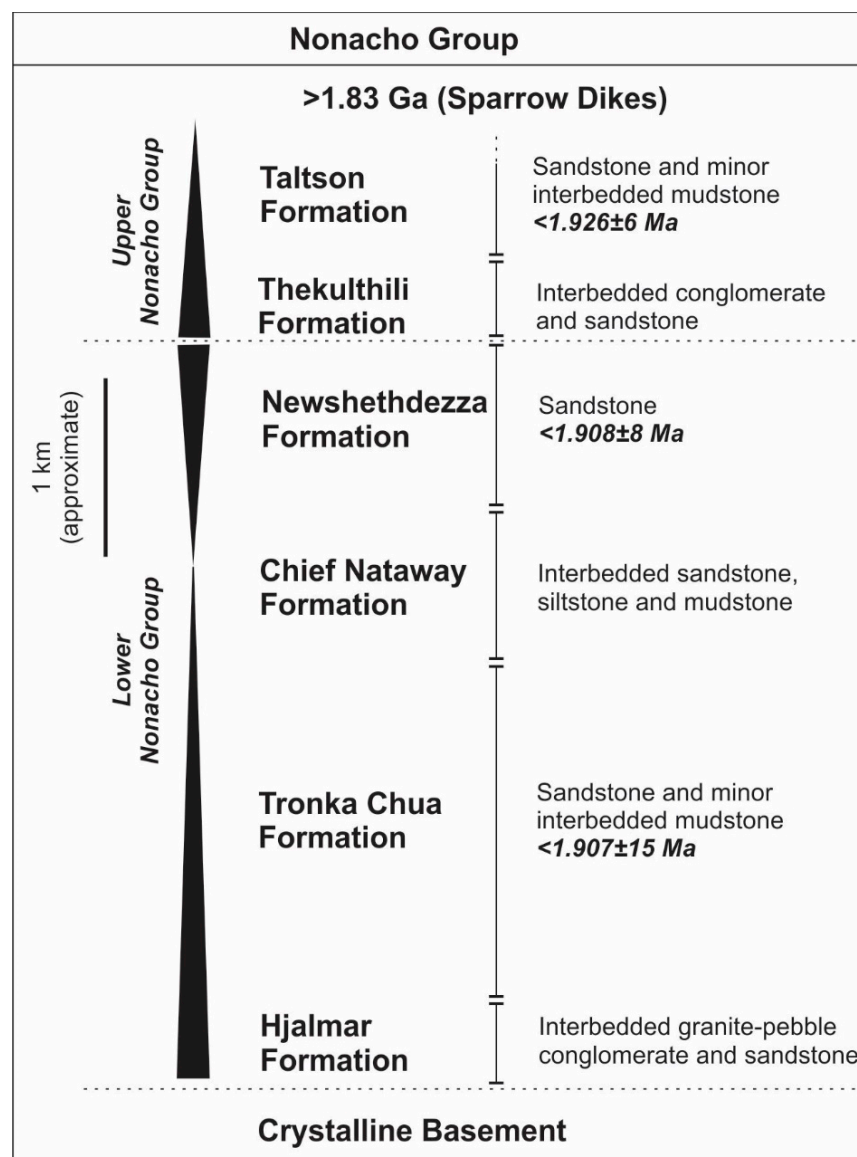 Nonacho Group
>1.83 Ga (Sparrow Dikes)
Upper
Nonacho Group
Taltson
Formation
Sandstone and minor
interbedded mudstone
<1.926±6 Ma
Thekulthili
Formation
Interbedded conglomerate
and sandstone
1 km
(approximate)
Newshethdezza
Formation
Sandstone
<1.908±8 Ma
Lower
Nonacho Group
Chief Nataway
Formation
Interbedded sandstone,
siltstone and mudstone
Tronka Chua
Formation
Sandstone and minor
interbedded mudstone
<1.907±15 Ma
Hjalmar
Formation
Interbedded granite-pebble
conglomerate and sandstone
Crystalline Basement